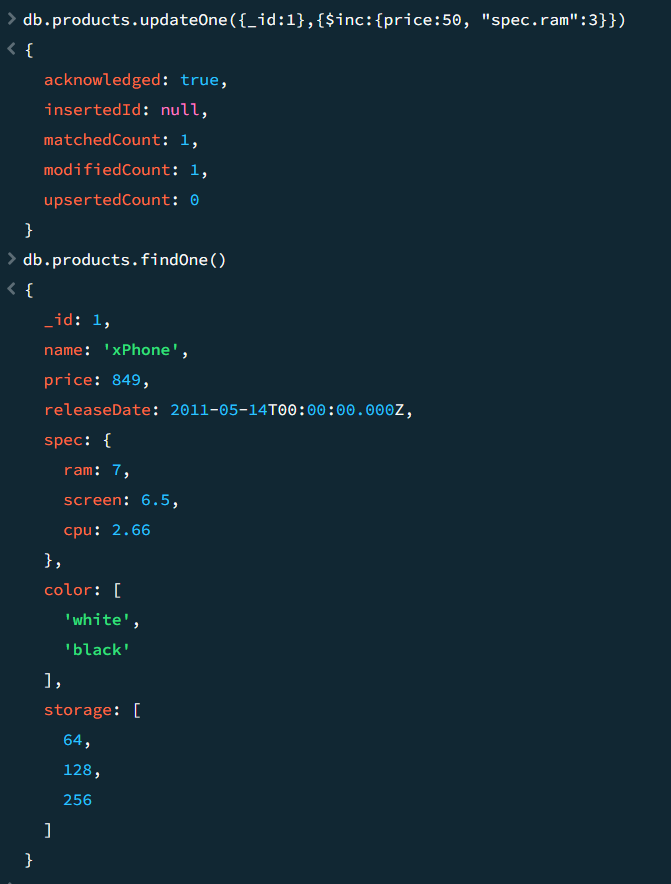 > db.products.updateOne({_id:1},{$inc:{price:50, "spec.ram":3}})
< {
acknowledged: true,
insertedId: null,
matchedCount: 1,
modifiedCount: 1,
upsertedCount: 0
}
> db.products.findOne()
< {
_id: 1,
name: 'xPhone',
price: 849,
releaseDate: 2011-05-14T00:00:00.000Z,
spec: {
ram: 7,
screen: 6.5,
cpu: 2.66
},
color: [
'white',
'black'
],
storage: [
64,
128,
256
]
}